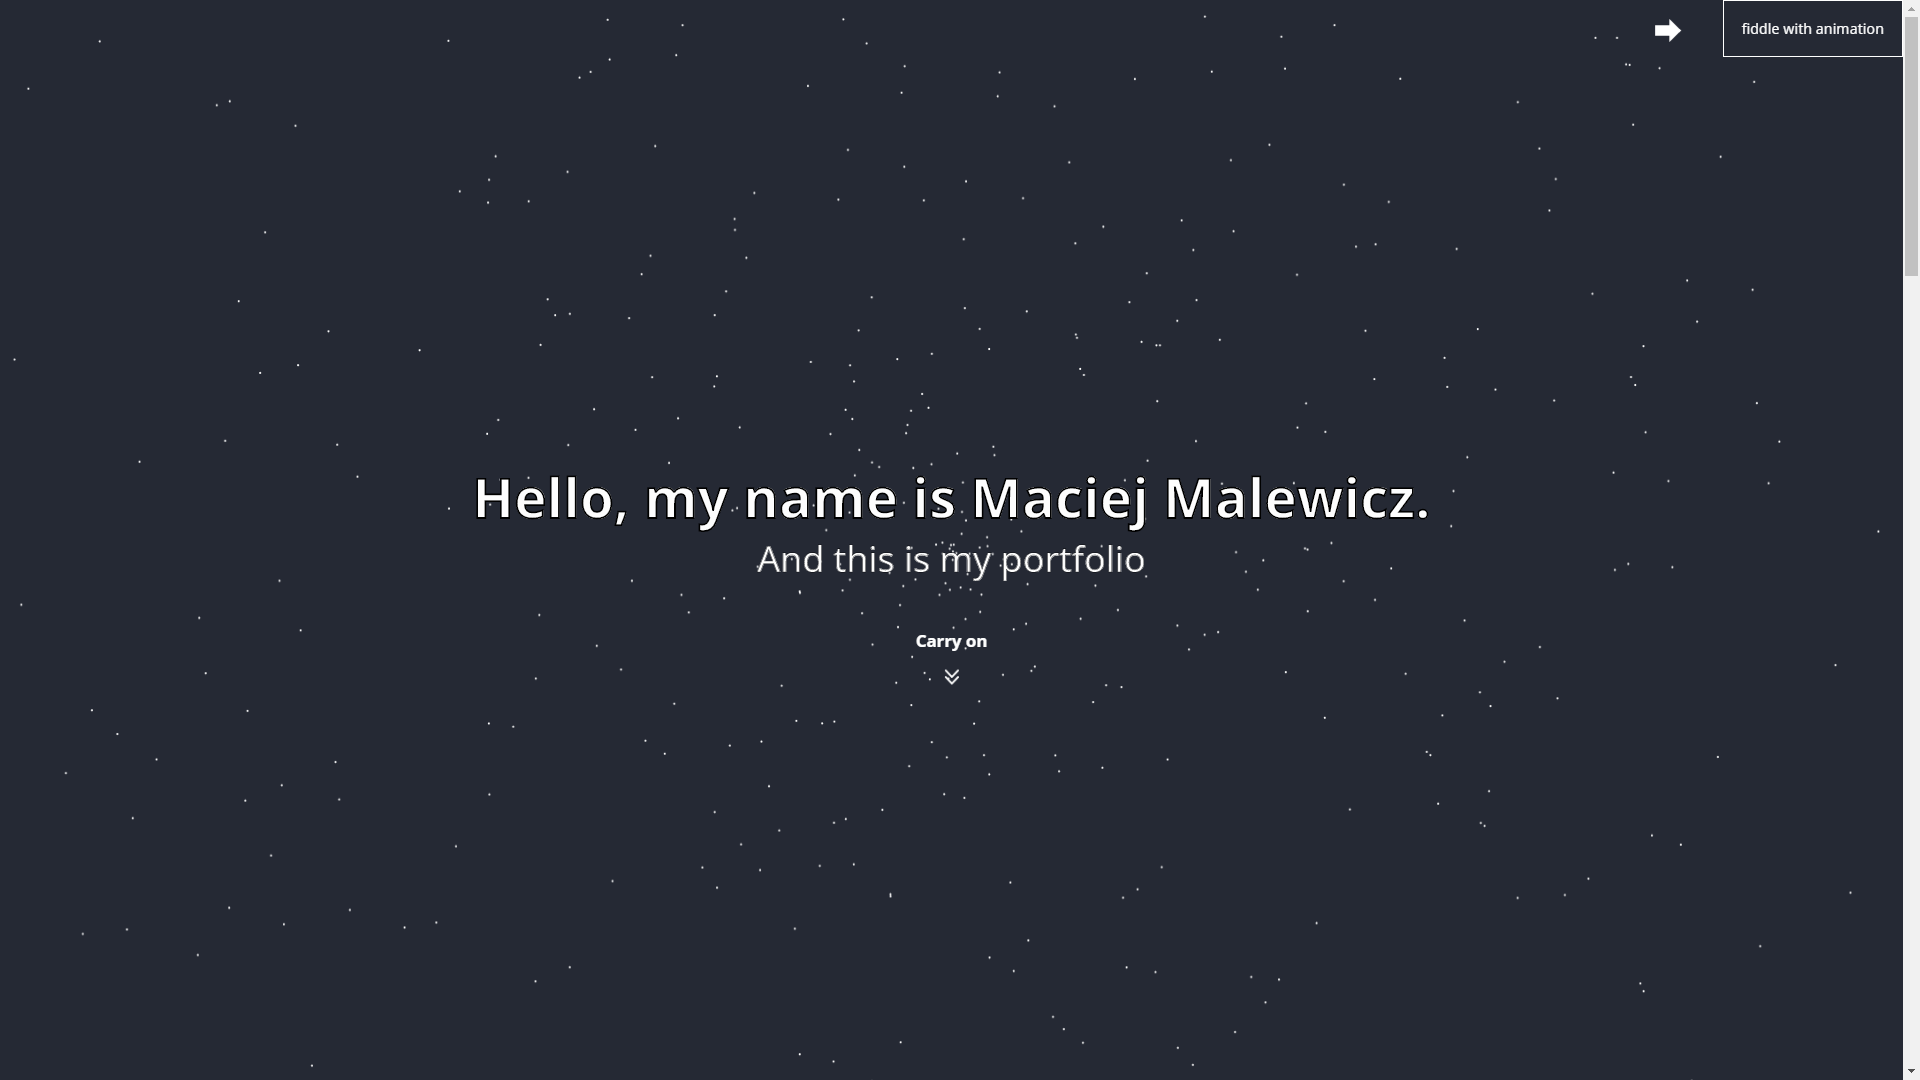 fiddle with animation
Hello, my name is Maciej Malewicz.
And this is my portfolio
Carry on